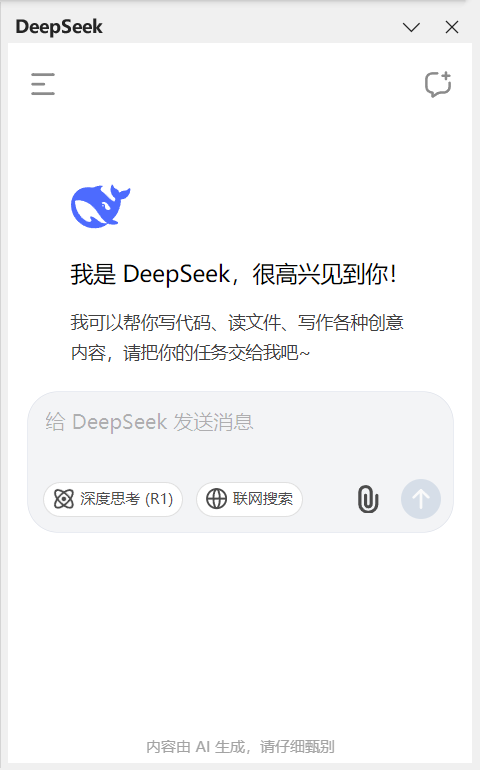 DeepSeek
我是 DeepSeek，很高兴见到你！
我可以帮你写代码、读文件、写作各种创意
内容，请把你的任务交给我吧~
给 DeepSeek 发送消息
深度思考 (R1)
联网搜索
内容由 AI 生成，请仔细甄别